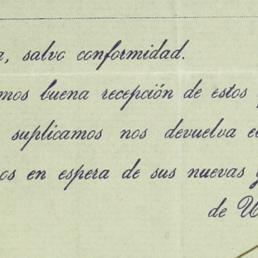 a, salvo conformidad.
mos buena recepción de estos
suplicamos nos devuelva e
os en espera de sus nuevas y
de U